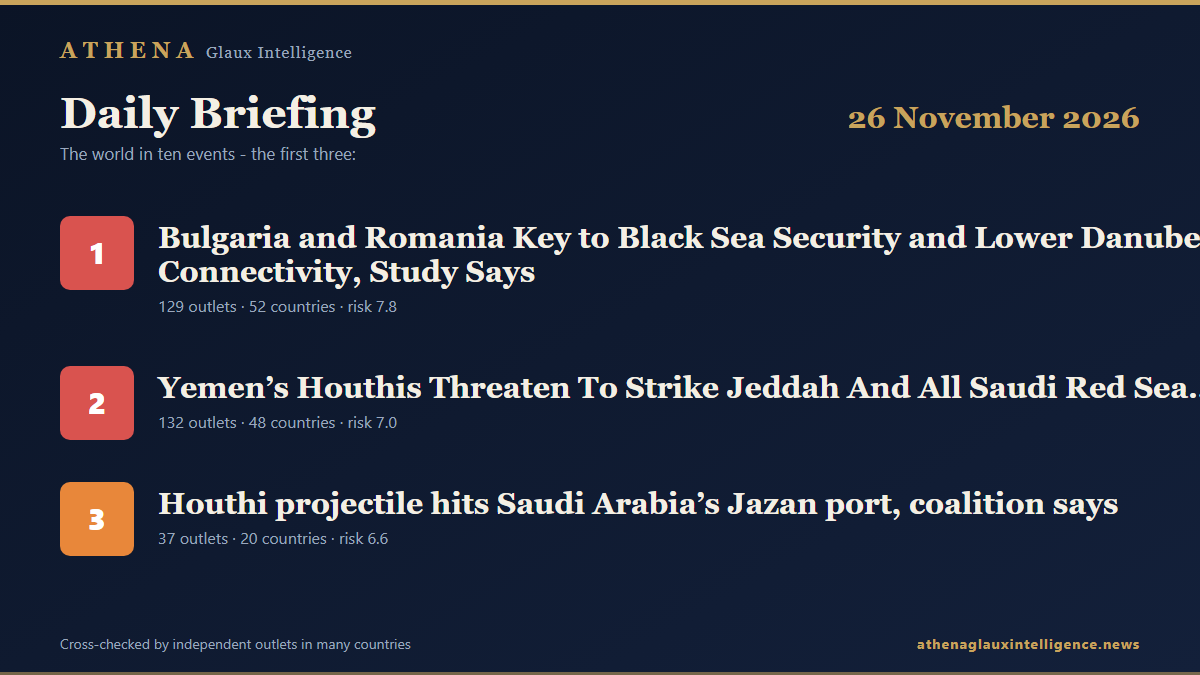 ATHENA Glaux Intelligence
Daily Briefing
26 November 2026
The world in ten events - the first three:
1
Bulgaria and Romania Key to Black Sea Security and Lower Danube
Connectivity, Study Says
129 outlets · 52 countries · risk 7.8
2
Yemen’s Houthis Threaten To Strike Jeddah And All Saudi Red Sea..
132 outlets · 48 countries · risk 7.0
3
Houthi projectile hits Saudi Arabia’s Jazan port, coalition says
37 outlets · 20 countries · risk 6.6
Cross-checked by independent outlets in many countries
athenaglauxintelligence.news